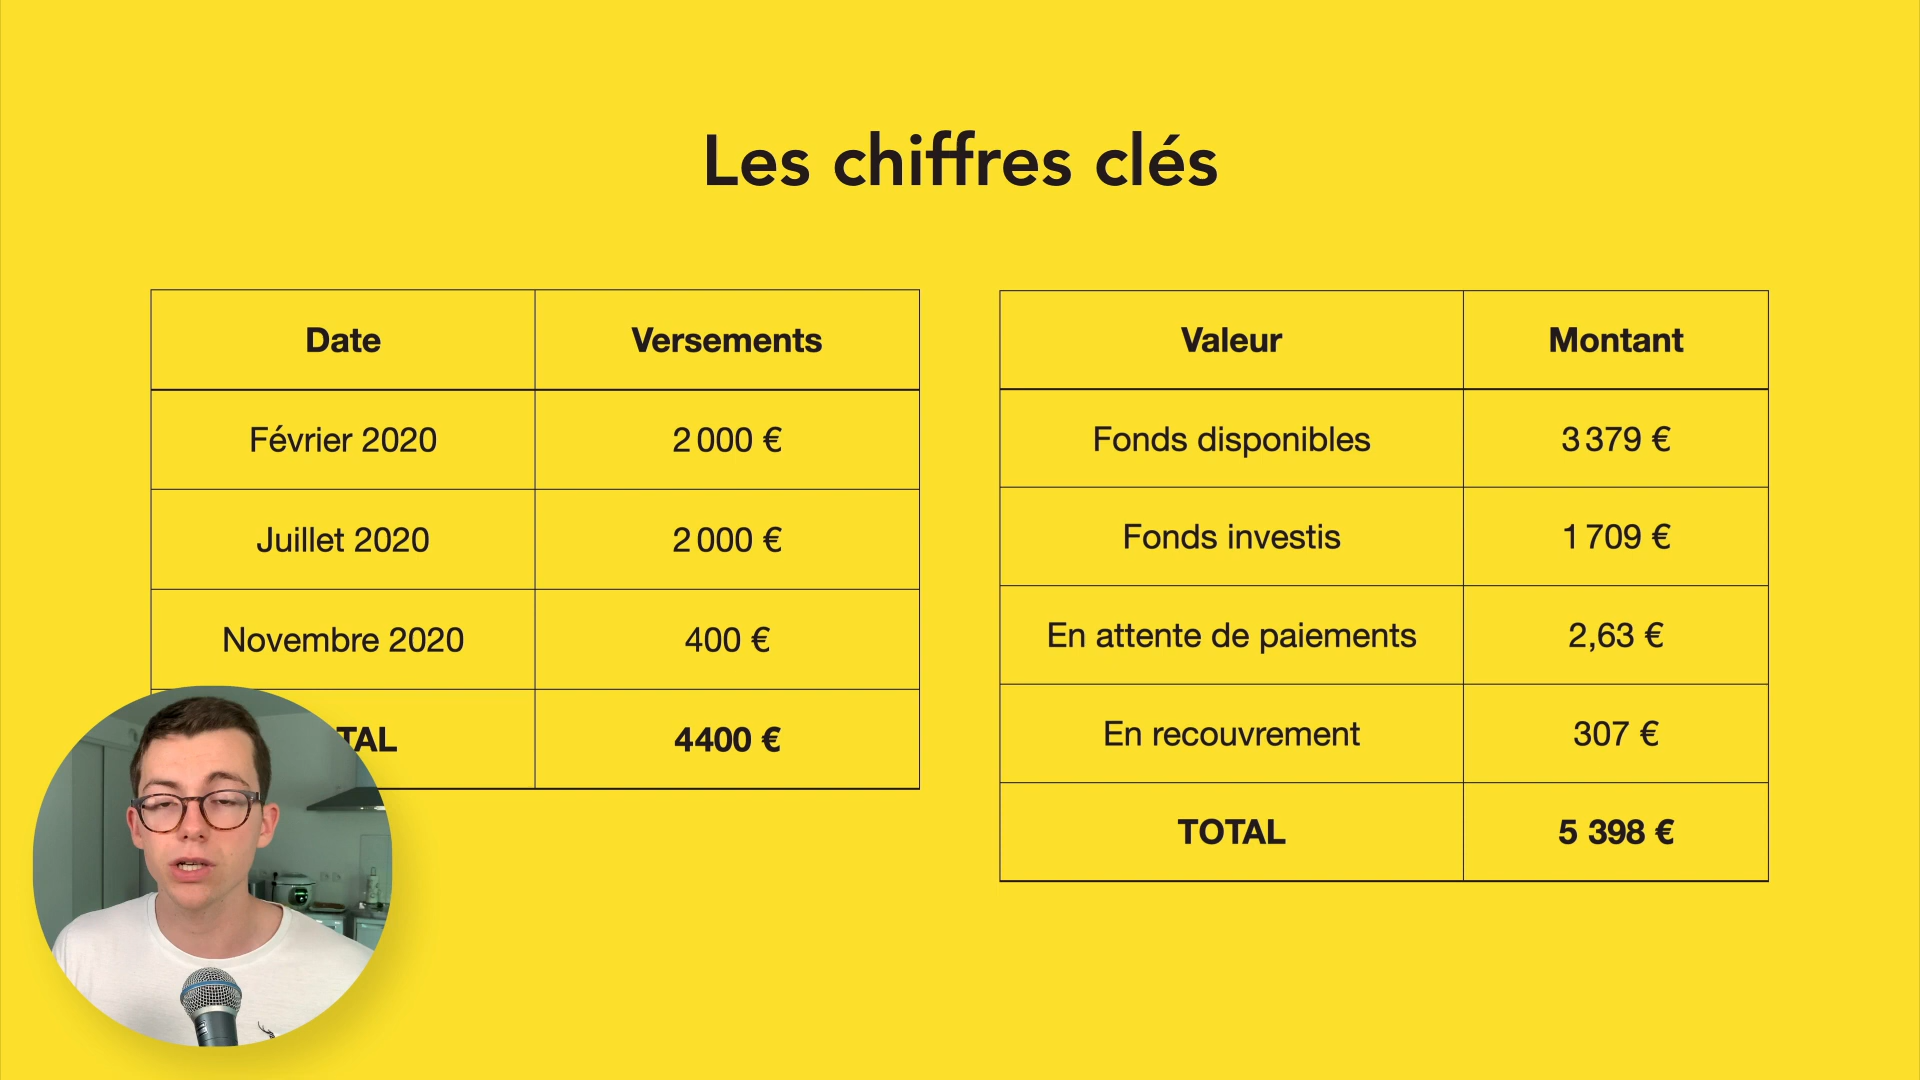 Les chiffres clés
Date Versements
Février 2020 2 000 €
Juillet 2020 2 000 €
Novembre 2020 400 €
TAL 4400 €
Valeur Montant
Fonds disponibles 3 379 €
Fonds investis 1 709 €
En attente de paiements 2,63 €
En recouvrement 307 €
TOTAL 5 398 €